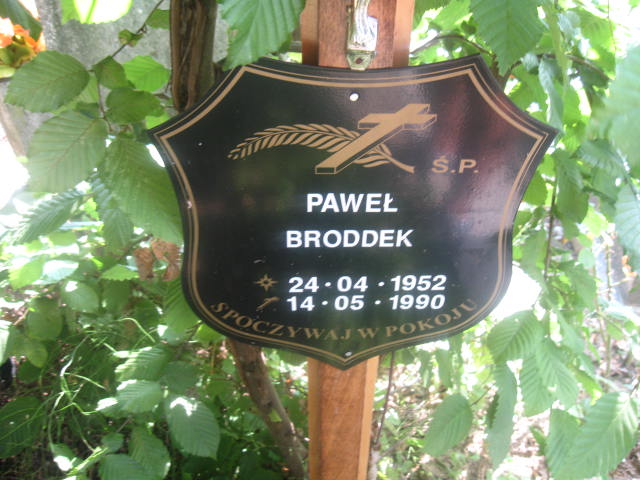 Ś.P.
PAWEŁ
BRODDEK
24·04·1952
14·05·1990
SPOCZYWAJ W POKOJU